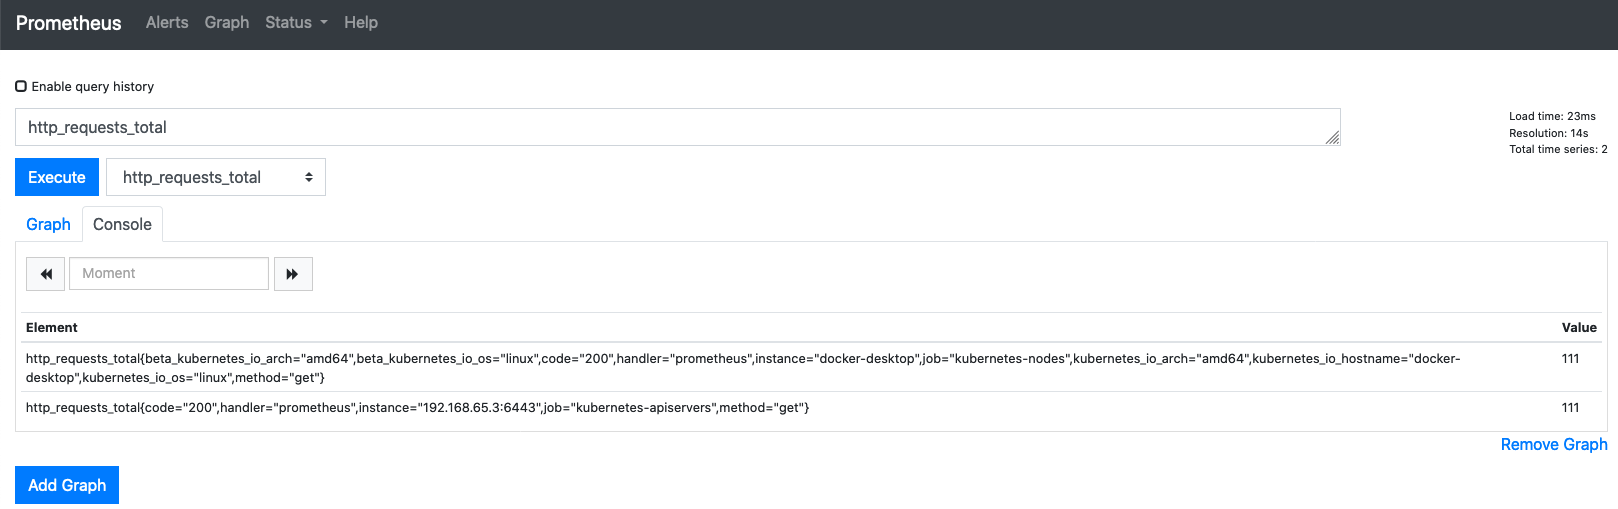 Prometheus Alerts Graph Status Help
Enable query history
http_requests_total
Load time: 23ms
Resolution: 14s
Total time series: 2
Execute http_requests_total
Graph Console
Moment
Element Value
http_requests_total{beta_kubernetes_io_arch="amd64",beta_kubernetes_io_os="linux",code="200",handler="prometheus",instance="docker-desktop",job="kubernetes-nodes",kubernetes_io_arch="amd64",kubernetes_io_hostname="docker- 111
desktop",kubernetes_io_os="linux",method="get"}
http_requests_total{code="200",handler="prometheus",instance="192.168.65.3:6443",job="kubernetes-apiservers",method="get"} 111
Remove Graph
Add Graph